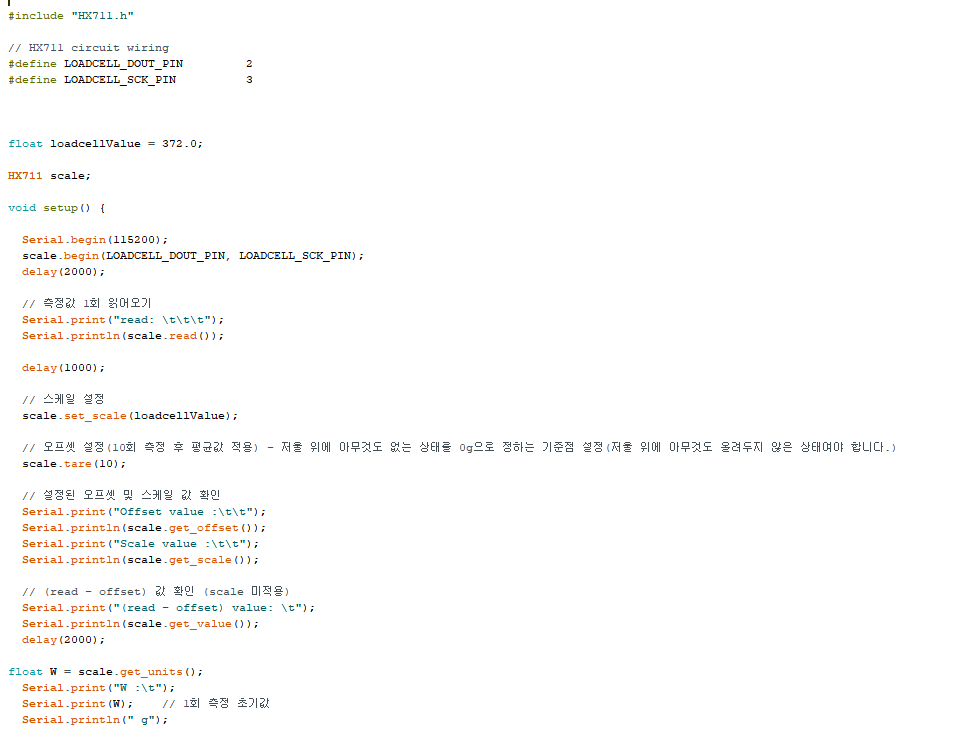 #include "HX711.h"
// HX711 circuit wiring
#define LOADCELL_DOUT_PIN         2
#define LOADCELL_SCK_PIN          3
float loadcellValue = 372.0;
HX711 scale;
void setup() {
  Serial.begin(115200);
  scale.begin(LOADCELL_DOUT_PIN, LOADCELL_SCK_PIN);
  delay(2000);
  // 측정값 1회 읽어오기
  Serial.print("read: \t\t\t");
  Serial.println(scale.read());
  delay(1000);
  // 스케일 설정
  scale.set_scale(loadcellValue);
  // 오프셋 설정(10회 측정 후 평균값 적용) - 저울 위에 아무것도 없는 상태를 0g으로 정하는 기준점 설정(저울 위에 아무것도 올려두지 않은 상태여야 합니다.)
  scale.tare(10);
  // 설정된 오프셋 및 스케일 값 확인
  Serial.print("Offset value :\t\t");
  Serial.println(scale.get_offset());
  Serial.print("Scale value :\t\t");
  Serial.println(scale.get_scale());
  // (read - offset) 값 확인 (scale 미적용)
  Serial.print("(read - offset) value: \t");
  Serial.println(scale.get_value());
  delay(2000);
float W = scale.get_units();
  Serial.print("W :\t");
  Serial.print(W);    // 1회 측정 초기값
  Serial.println(" g");